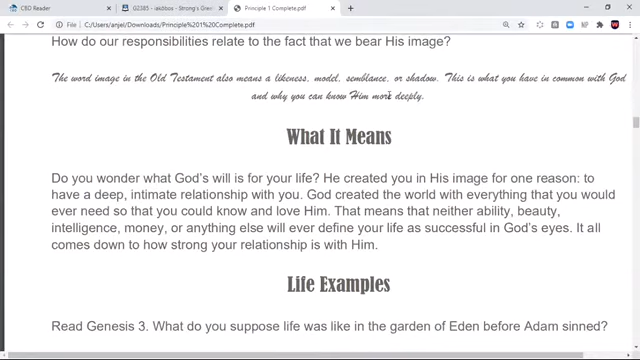 CBD Reader
G2385 - iakōbos - Strong's Greek
Principle 1 Complete.pdf
C:/Users/anjel/Downloads/Principle%201%20Complete.pdf
How do our responsibilities relate to the fact that we bear His image?
The word image in the Old Testament also means a likeness, model, semblance, or shadow. This is what you have in common with God
and why you can know Him more deeply.
What It Means
Do you wonder what God's will is for your life? He created you in His image for one reason: to
have a deep, intimate relationship with you. God created the world with everything that you would
ever need so that you could know and love Him. That means that neither ability, beauty,
intelligence, money, or anything else will ever define your life as successful in God's eyes. It all
comes down to how strong your relationship is with Him.
Life Examples
Read Genesis 3. What do you suppose life was like in the garden of Eden before Adam sinned?